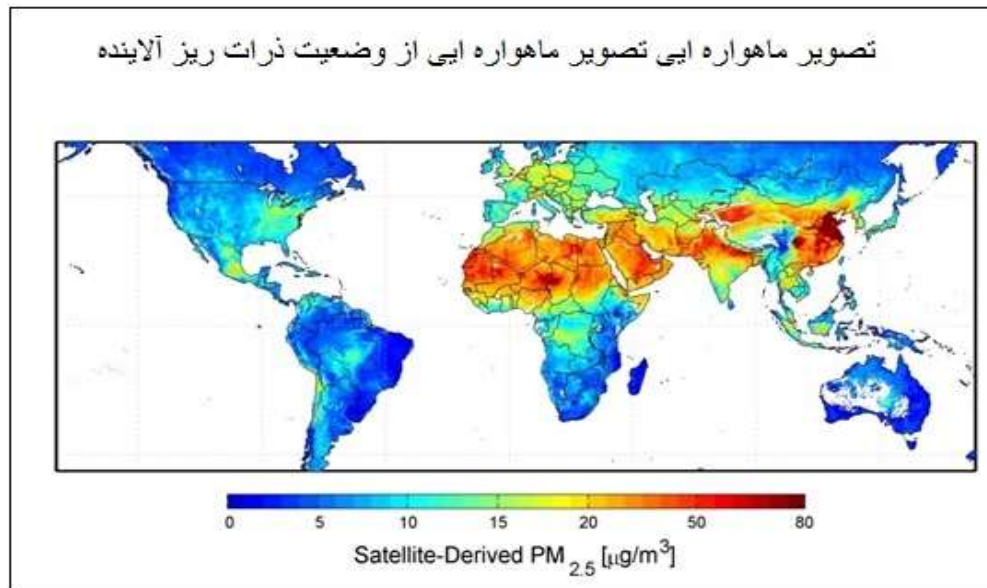 تصویر ماهواره ایی تصویر ماهواره ایی از وضعیت ذرات ریز آلاینده
0 5 10 15 20 50 80
Satellite-Derived PM 2.5 [μg/m³]